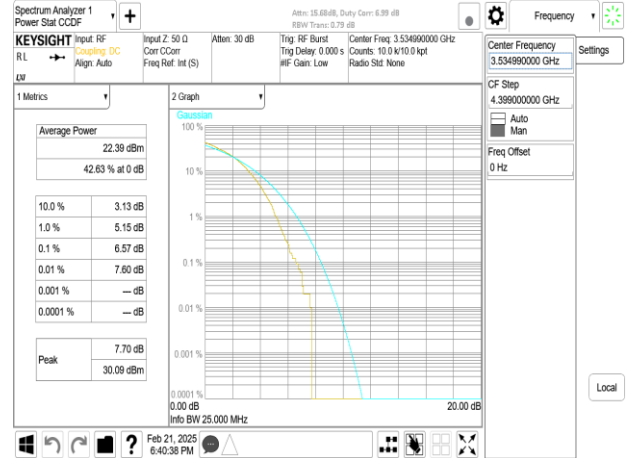 Spectrum Analyzer 1
Power Stat CCDF
Attn: 15.68dB, Duty Corr: 6.99 dB
RBW Trans: 0.79 dB
Frequency
KEYSIGHT
RL
LXI
Input: RF
Coupling: DC
Align: Auto
Input Z: 50 Ω
Corr CCorr
Freq Ref: Int (S)
Atten: 30 dB
Trig: RF Burst
Trig Delay: 0.000 s
#IF Gain: Low
Center Freq: 3.534990000 GHz
Counts: 10.0 k/10.0 kpt
Radio Std: None
Center Frequency
3.534990000 GHz
Settings
CF Step
4.399000000 GHz
Auto
Man
Freq Offset
0 Hz
1 Metrics
Average Power
22.39 dBm
42.63 % at 0 dB
10.0 % 3.13 dB
1.0 % 5.15 dB
0.1 % 6.57 dB
0.01 % 7.60 dB
0.001 % --- dB
0.0001 % --- dB
Peak
7.70 dB
30.09 dBm
2 Graph
Gaussian
100 %
10 %
1 %
0.1 %
0.01 %
0.001 %
0.0001 %
0.00 dB
20.00 dB
Info BW 25.000 MHz
Local
?
Feb 21, 2025
6:40:38 PM